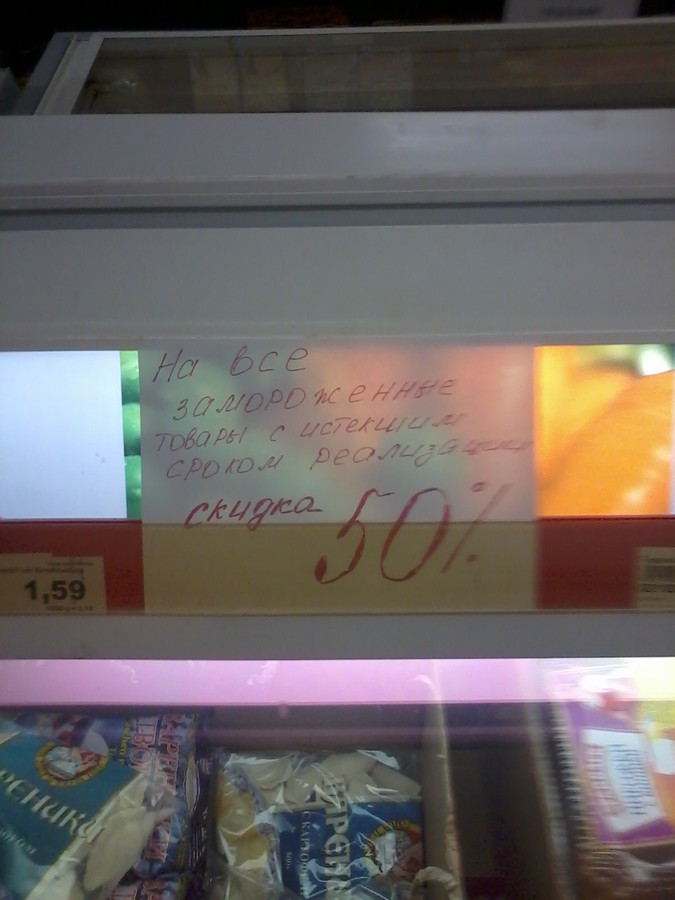 На все
замороженные
товары с истекшим
сроком реализации
скидка 50%
1,59